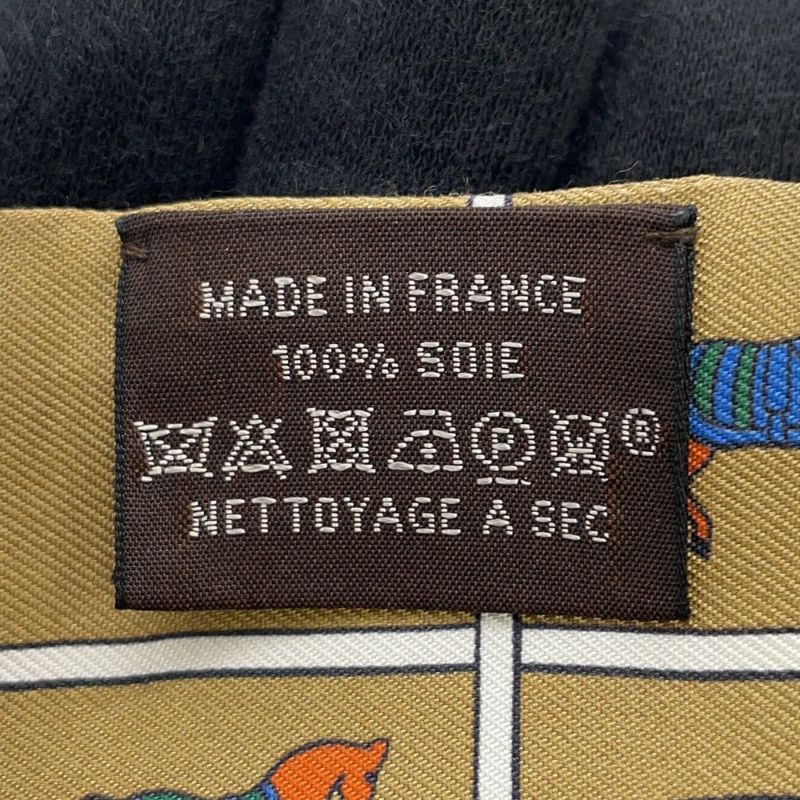 MADE IN FRANCE
100% SOIE
P W ®
NETTOYAGE A SEC